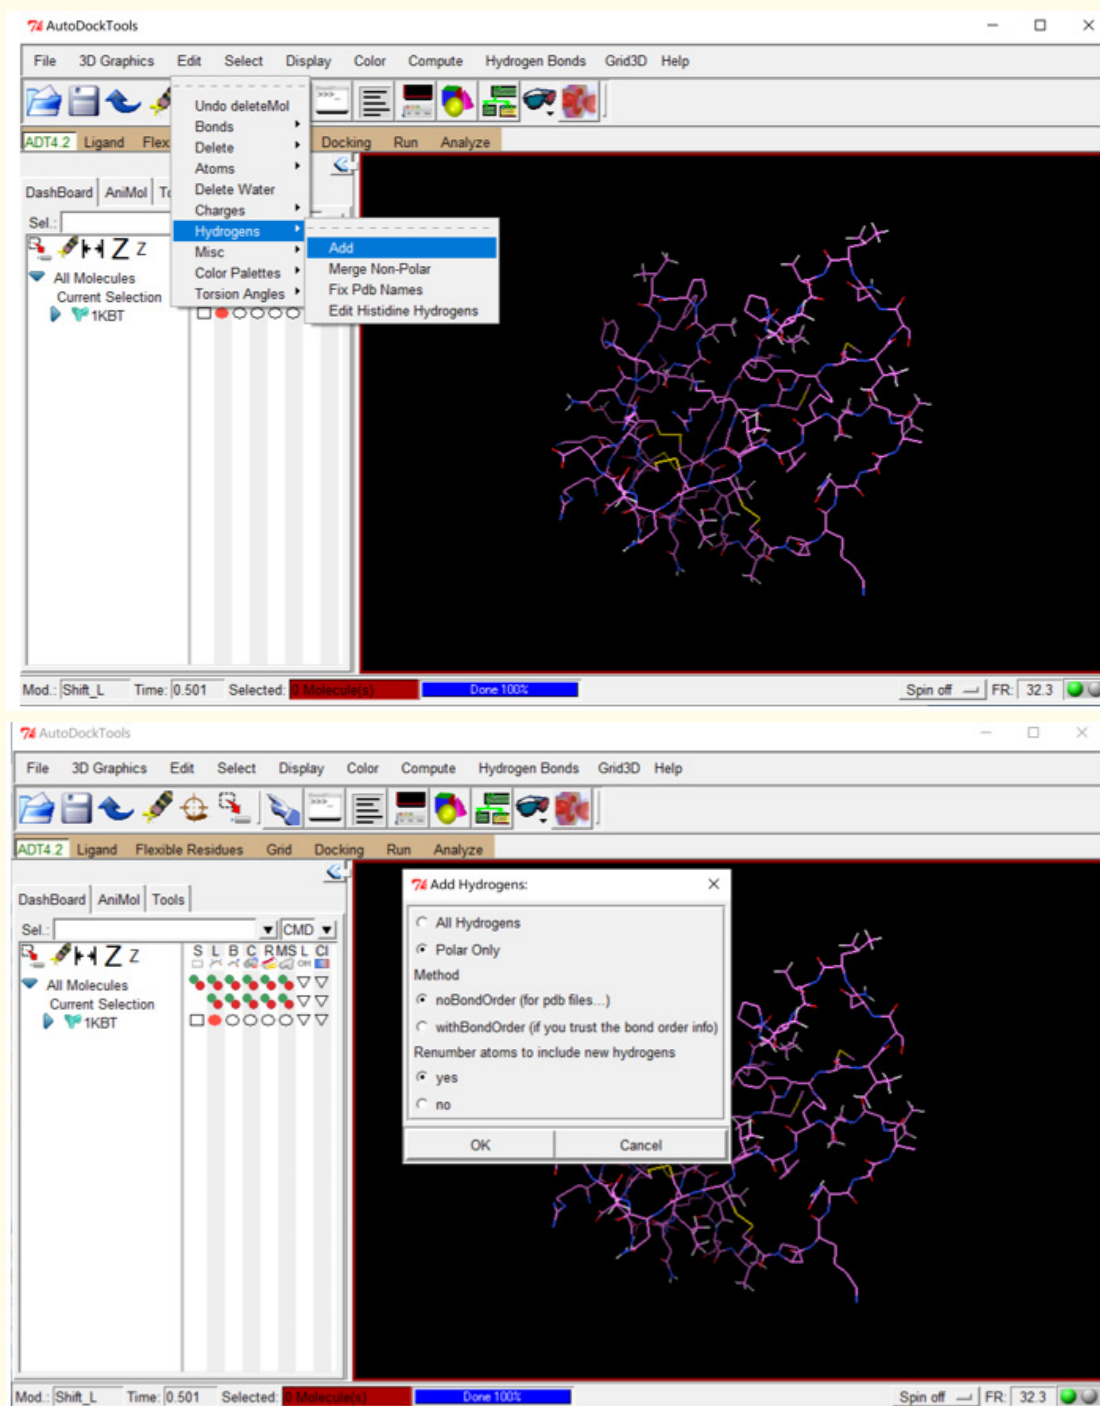 AutoDockTools
File 3D Graphics Edit Select Display Color Compute Hydrogen Bonds Grid3D Help
Undo deleteMol
Bonds
Delete
Atoms
Delete Water
Charges
Hydrogens
Misc
Color Palettes
Torsion Angles
Add
Merge Non-Polar
Fix Pdb Names
Edit Histidine Hydrogens
ADT4.2 Ligand Flex Docking Run Analyze
DashBoard AniMol To
Sel.:
Z Z
All Molecules
Current Selection
1KBT
Mod.: Shift_L Time: 0.501 Selected: 0 Molecule(s) Done 100% Spin off FR: 32.3
AutoDockTools
File 3D Graphics Edit Select Display Color Compute Hydrogen Bonds Grid3D Help
ADT4.2 Ligand Flexible Residues Grid Docking Run Analyze
DashBoard AniMol Tools
Sel.: CMD
Z Z S L B C R MS L Cl
All Molecules
Current Selection
1KBT
Add Hydrogens:
All Hydrogens
Polar Only
Method
noBondOrder (for pdb files...)
withBondOrder (if you trust the bond order info)
Renumber atoms to include new hydrogens
yes
no
OK Cancel
Mod.: Shift_L Time: 0.501 Selected: 0 Molecule(s) Done 100% Spin off FR: 32.3